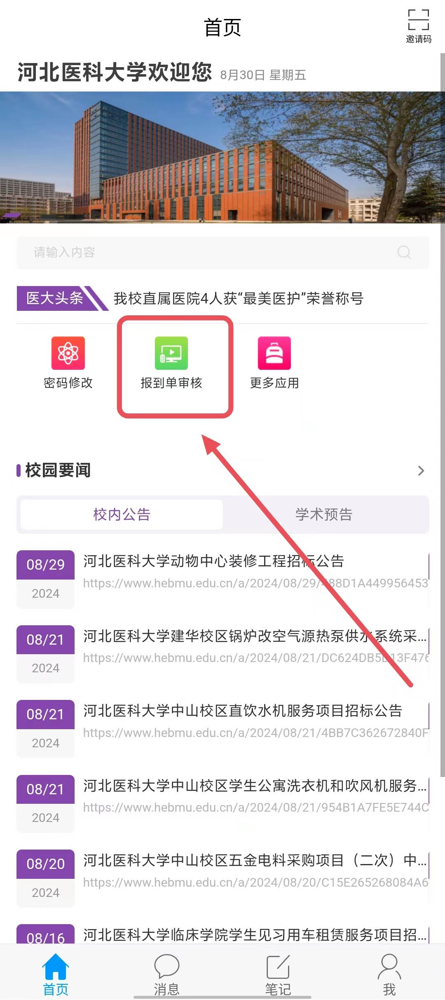 首页
邀请码
河北医科大学欢迎您 8月30日 星期五
请输入内容
医大头条 我校直属医院4人获“最美医护”荣誉称号
密码修改 报到单审核 更多应用
校园要闻
校内公告 学术预告
08/29 河北医科大学动物中心装修工程招标公告
2024 https://www.hebmu.edu.cn/a/2024/08/29/488D1A449956453
08/21 河北医科大学建华校区锅炉改空气源热泵供水系统采...
2024 https://www.hebmu.edu.cn/a/2024/08/21/DC624DB5D13F476
08/21 河北医科大学中山校区直饮水机服务项目招标公告
2024 https://www.hebmu.edu.cn/a/2024/08/21/4BB7C362672840F
08/21 河北医科大学中山校区学生公寓洗衣机和吹风机服务...
2024 https://www.hebmu.edu.cn/a/2024/08/21/954B1A7FE5E744C
08/20 河北医科大学中山校区五金电料采购项目（二次）中...
2024 https://www.hebmu.edu.cn/a/2024/08/20/C15E265268084A6
08/16 河北医科大学临床学院学生见习用车租赁服务项目招...
首页 消息 笔记 我